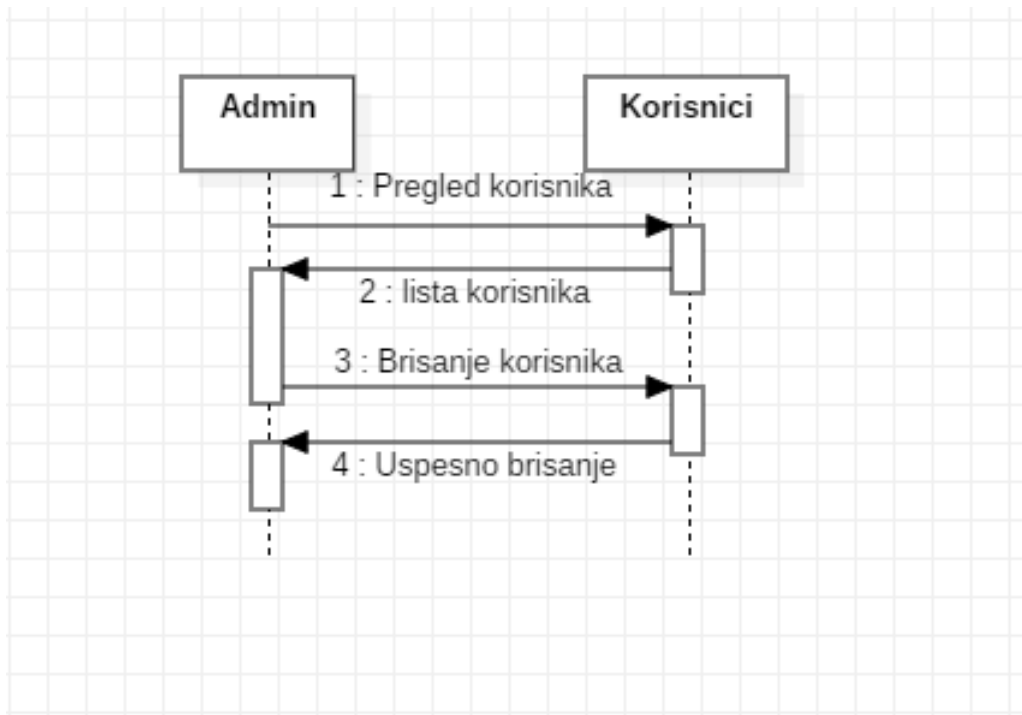 Admin
Korisnici
1 : Pregled korisnika
2 : lista korisnika
3 : Brisanje korisnika
4 : Uspesno brisanje